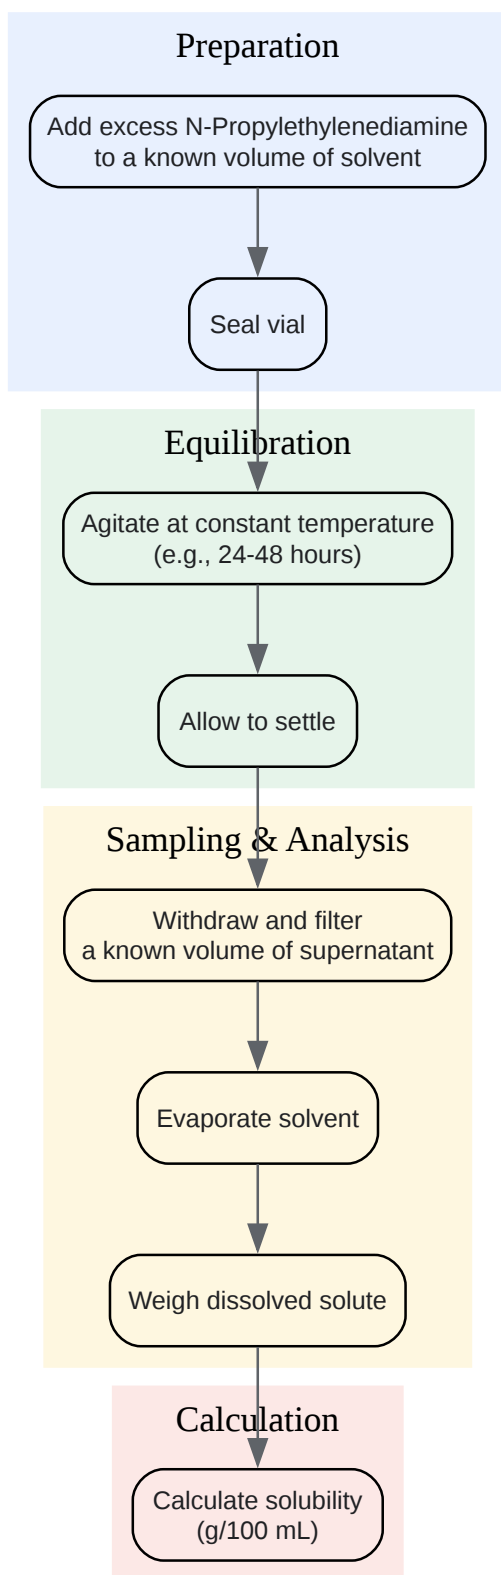 Preparation
Add excess N-Propylethylenediamine
to a known volume of solvent
Seal vial
Equilibration
Agitate at constant temperature
(e.g., 24-48 hours)
Allow to settle
Sampling & Analysis
Withdraw and filter
a known volume of supernatant
Evaporate solvent
Weigh dissolved solute
Calculation
Calculate solubility
(g/100 mL)